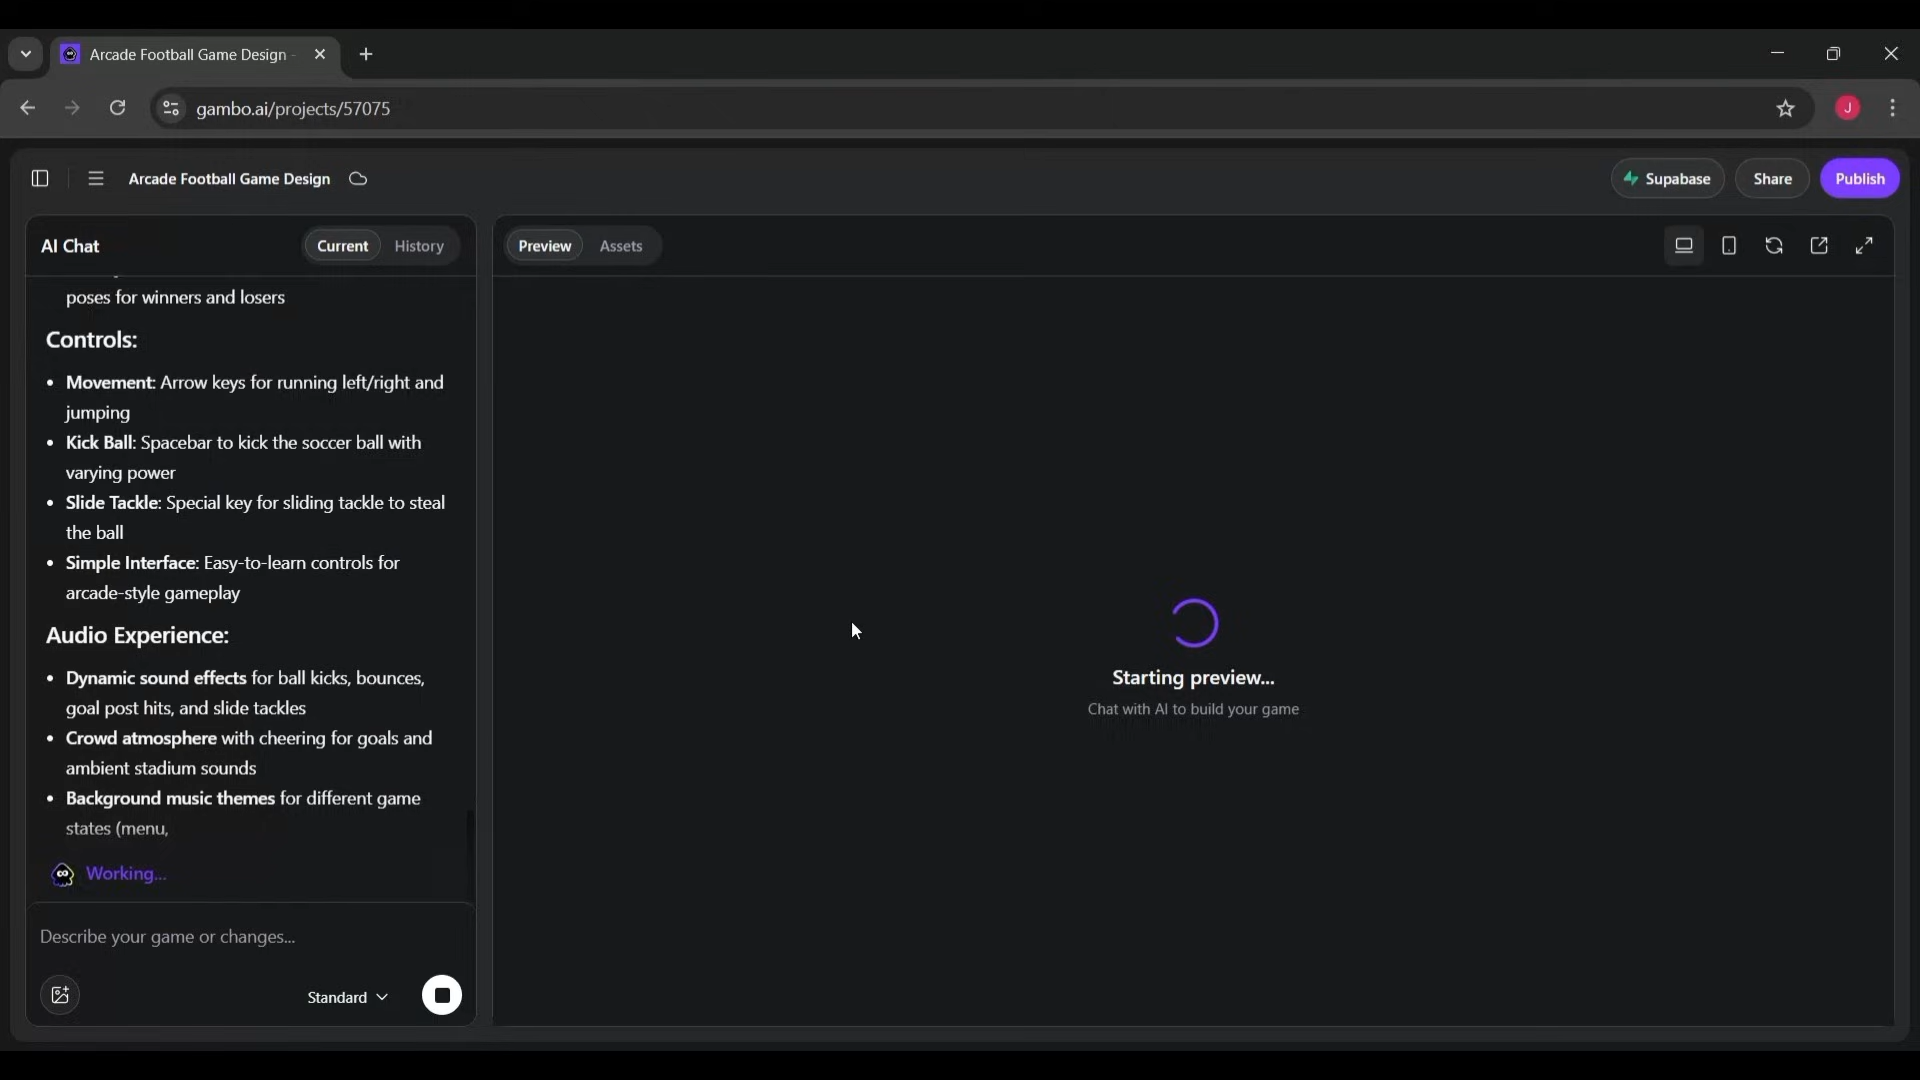 Arcade Football Game Design -
gambo.ai/projects/57075
J
Arcade Football Game Design
Supabase
Share
Publish
AI Chat
Current
History
Preview
Assets
poses for winners and losers
Controls:
• Movement: Arrow keys for running left/right and
jumping
• Kick Ball: Spacebar to kick the soccer ball with
varying power
• Slide Tackle: Special key for sliding tackle to steal
the ball
• Simple Interface: Easy-to-learn controls for
arcade-style gameplay
Audio Experience:
• Dynamic sound effects for ball kicks, bounces,
goal post hits, and slide tackles
• Crowd atmosphere with cheering for goals and
ambient stadium sounds
• Background music themes for different game
states (menu,
Working...
Describe your game or changes...
Standard
Starting preview...
Chat with AI to build your game